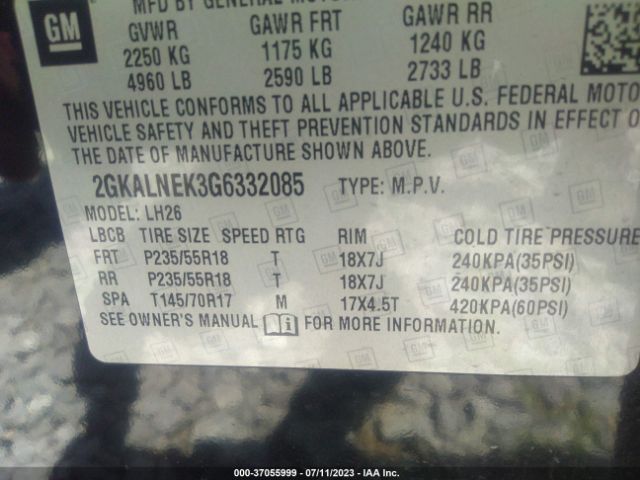 MFD BY GENERAL MOTOR
GM
GVWR GAWR FRT GAWR RR
2250 KG 1175 KG 1240 KG
4960 LB 2590 LB 2733 LB
THIS VEHICLE CONFORMS TO ALL APPLICABLE U.S. FEDERAL MOTO
VEHICLE SAFETY AND THEFT PREVENTION STANDARDS IN EFFECT O
THE DATE OF MANUFACTURE SHOWN ABOVE.
2GKALNEK3G6332085 TYPE: M.P.V.
MODEL: LH26
LBCB TIRE SIZE SPEED RTG RIM COLD TIRE PRESSURE
FRT P235/55R18 T 18X7J 240KPA(35PSI)
RR P235/55R18 T 18X7J 240KPA(35PSI)
SPA T145/70R17 M 17X4.5T 420KPA(60PSI)
SEE OWNER'S MANUAL i FOR MORE INFORMATION.
000-37055999 - 07/11/2023 - IAA Inc.